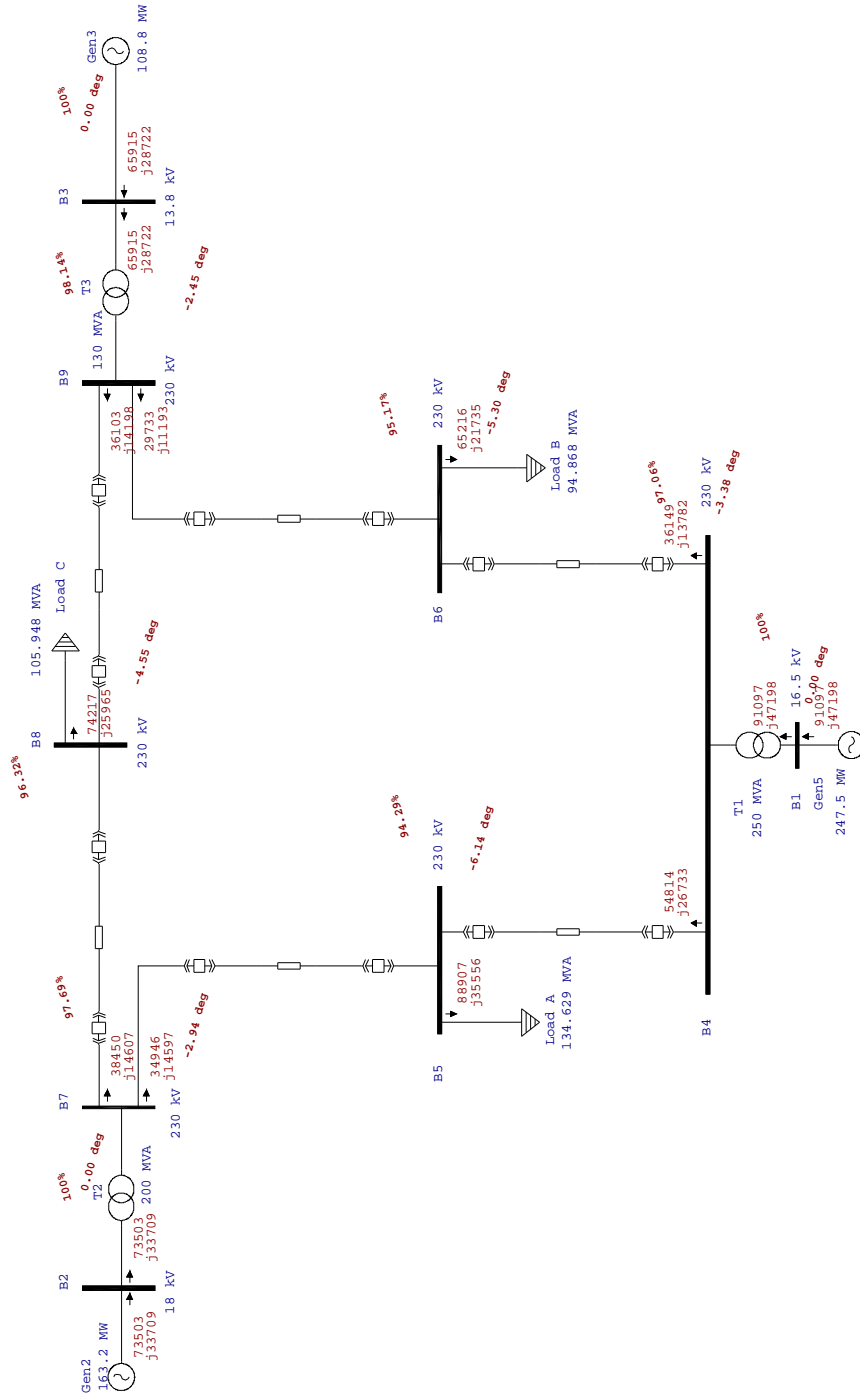 Gen2
163.2 MW
73503
j33709
B2
18 kV
73503
j33709
100%
0.00 deg
T2
200 MVA
B7
230 kV
97.69%
-2.94 deg
38450
j14607
34946
j14597
96.32%
B8
230 kV
-4.55 deg
74217
j25965
105.948 MVA
Load C
B9
230 kV
36103
j14198
29733
j11193
130 MVA
T3
98.14%
-2.45 deg
65915
j28722
B3
13.8 kV
65915
j28722
100%
0.00 deg
Gen3
108.8 MW
B5
230 kV
94.29%
-6.14 deg
88907
j35556
Load A
134.629 MVA
B6
230 kV
95.17%
-5.30 deg
65216
j21735
Load B
94.868 MVA
B4
230 kV
97.06%
-3.38 deg
54814
j26733
36149
j13782
T1
250 MVA
91097
j47198
100%
0.00 deg
B1
16.5 kV
91097
j47198
Gen5
247.5 MW